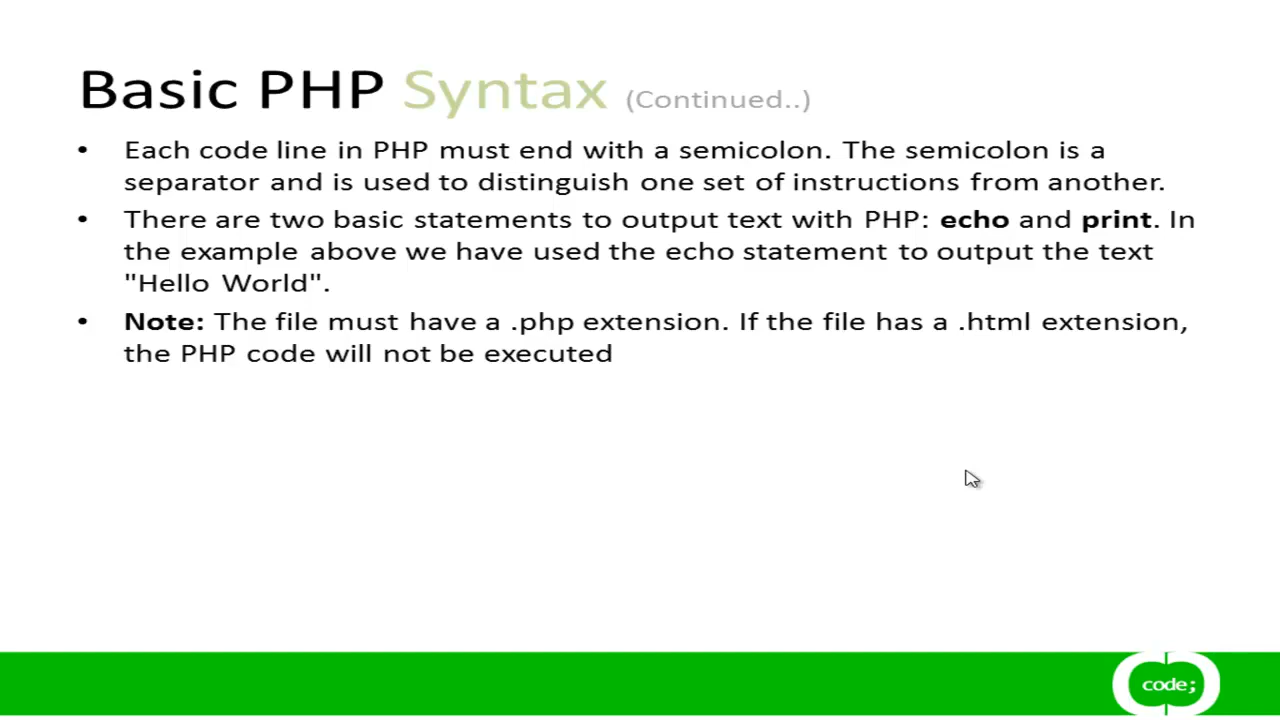 Basic PHP Syntax (Continued..)
• Each code line in PHP must end with a semicolon. The semicolon is a
separator and is used to distinguish one set of instructions from another.
• There are two basic statements to output text with PHP: echo and print. In
the example above we have used the echo statement to output the text
"Hello World".
• Note: The file must have a .php extension. If the file has a .html extension,
the PHP code will not be executed
code;